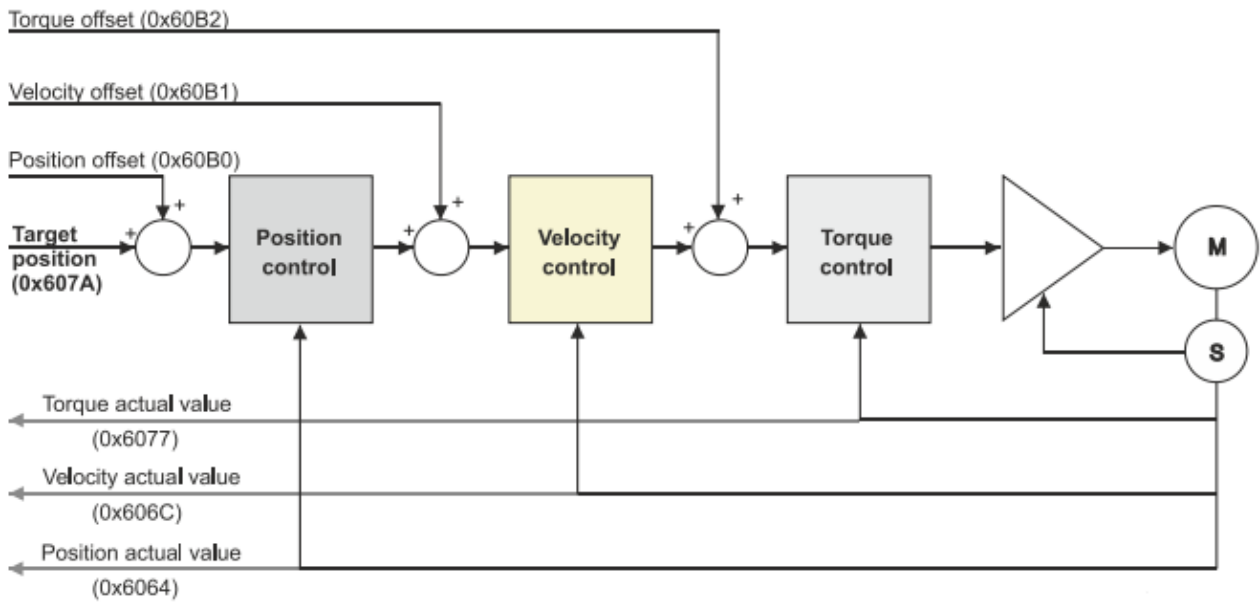 Torque offset (0x60B2)
Velocity offset (0x60B1)
Position offset (0x60B0)
+
+
+
+
+
+
Target
position
(0x607A)
Position
control
Velocity
control
Torque
control
M
S
Torque actual value
(0x6077)
Velocity actual value
(0x606C)
Position actual value
(0x6064)